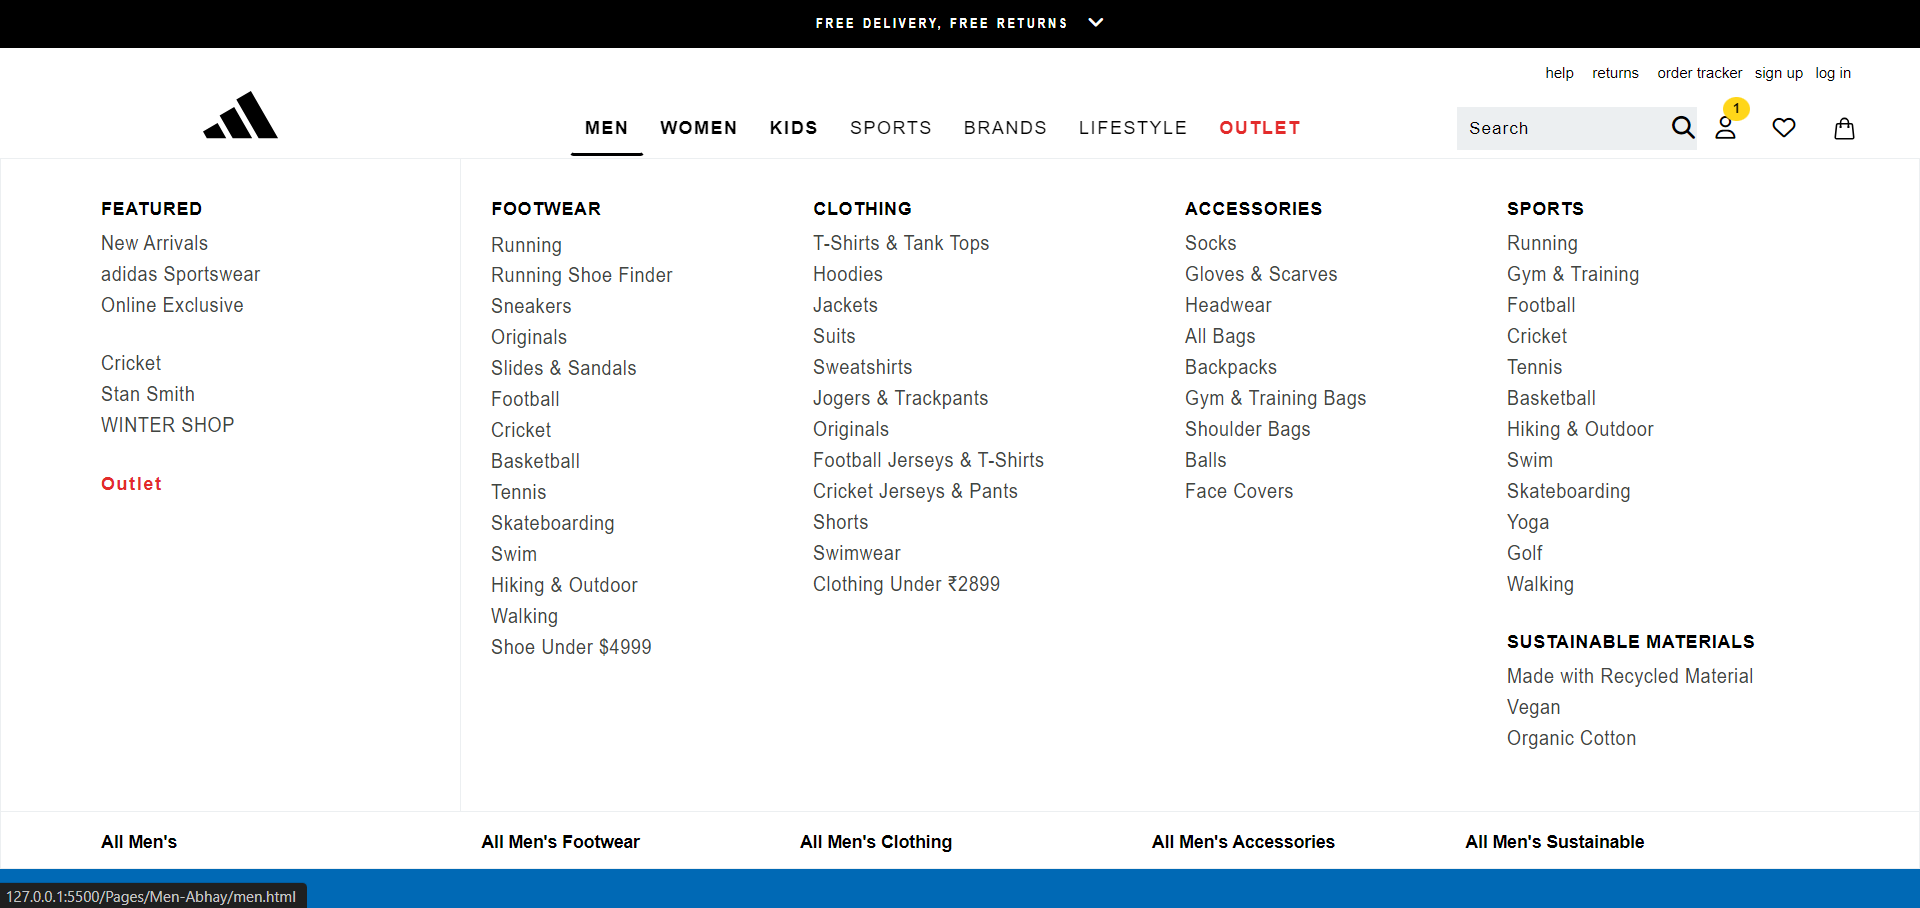 FREE DELIVERY, FREE RETURNS
help returns order tracker sign up log in
MEN WOMEN KIDS SPORTS BRANDS LIFESTYLE OUTLET
Search
1
FEATURED
New Arrivals
adidas Sportswear
Online Exclusive
Cricket
Stan Smith
WINTER SHOP
Outlet
FOOTWEAR
Running
Running Shoe Finder
Sneakers
Originals
Slides & Sandals
Football
Cricket
Basketball
Tennis
Skateboarding
Swim
Hiking & Outdoor
Walking
Shoe Under $4999
CLOTHING
T-Shirts & Tank Tops
Hoodies
Jackets
Suits
Sweatshirts
Jogers & Trackpants
Originals
Football Jerseys & T-Shirts
Cricket Jerseys & Pants
Shorts
Swimwear
Clothing Under ₹2899
ACCESSORIES
Socks
Gloves & Scarves
Headwear
All Bags
Backpacks
Gym & Training Bags
Shoulder Bags
Balls
Face Covers
SPORTS
Running
Gym & Training
Football
Cricket
Tennis
Basketball
Hiking & Outdoor
Swim
Skateboarding
Yoga
Golf
Walking
SUSTAINABLE MATERIALS
Made with Recycled Material
Vegan
Organic Cotton
All Men's All Men's Footwear All Men's Clothing All Men's Accessories All Men's Sustainable
127.0.0.1:5500/Pages/Men-Abhay/men.html